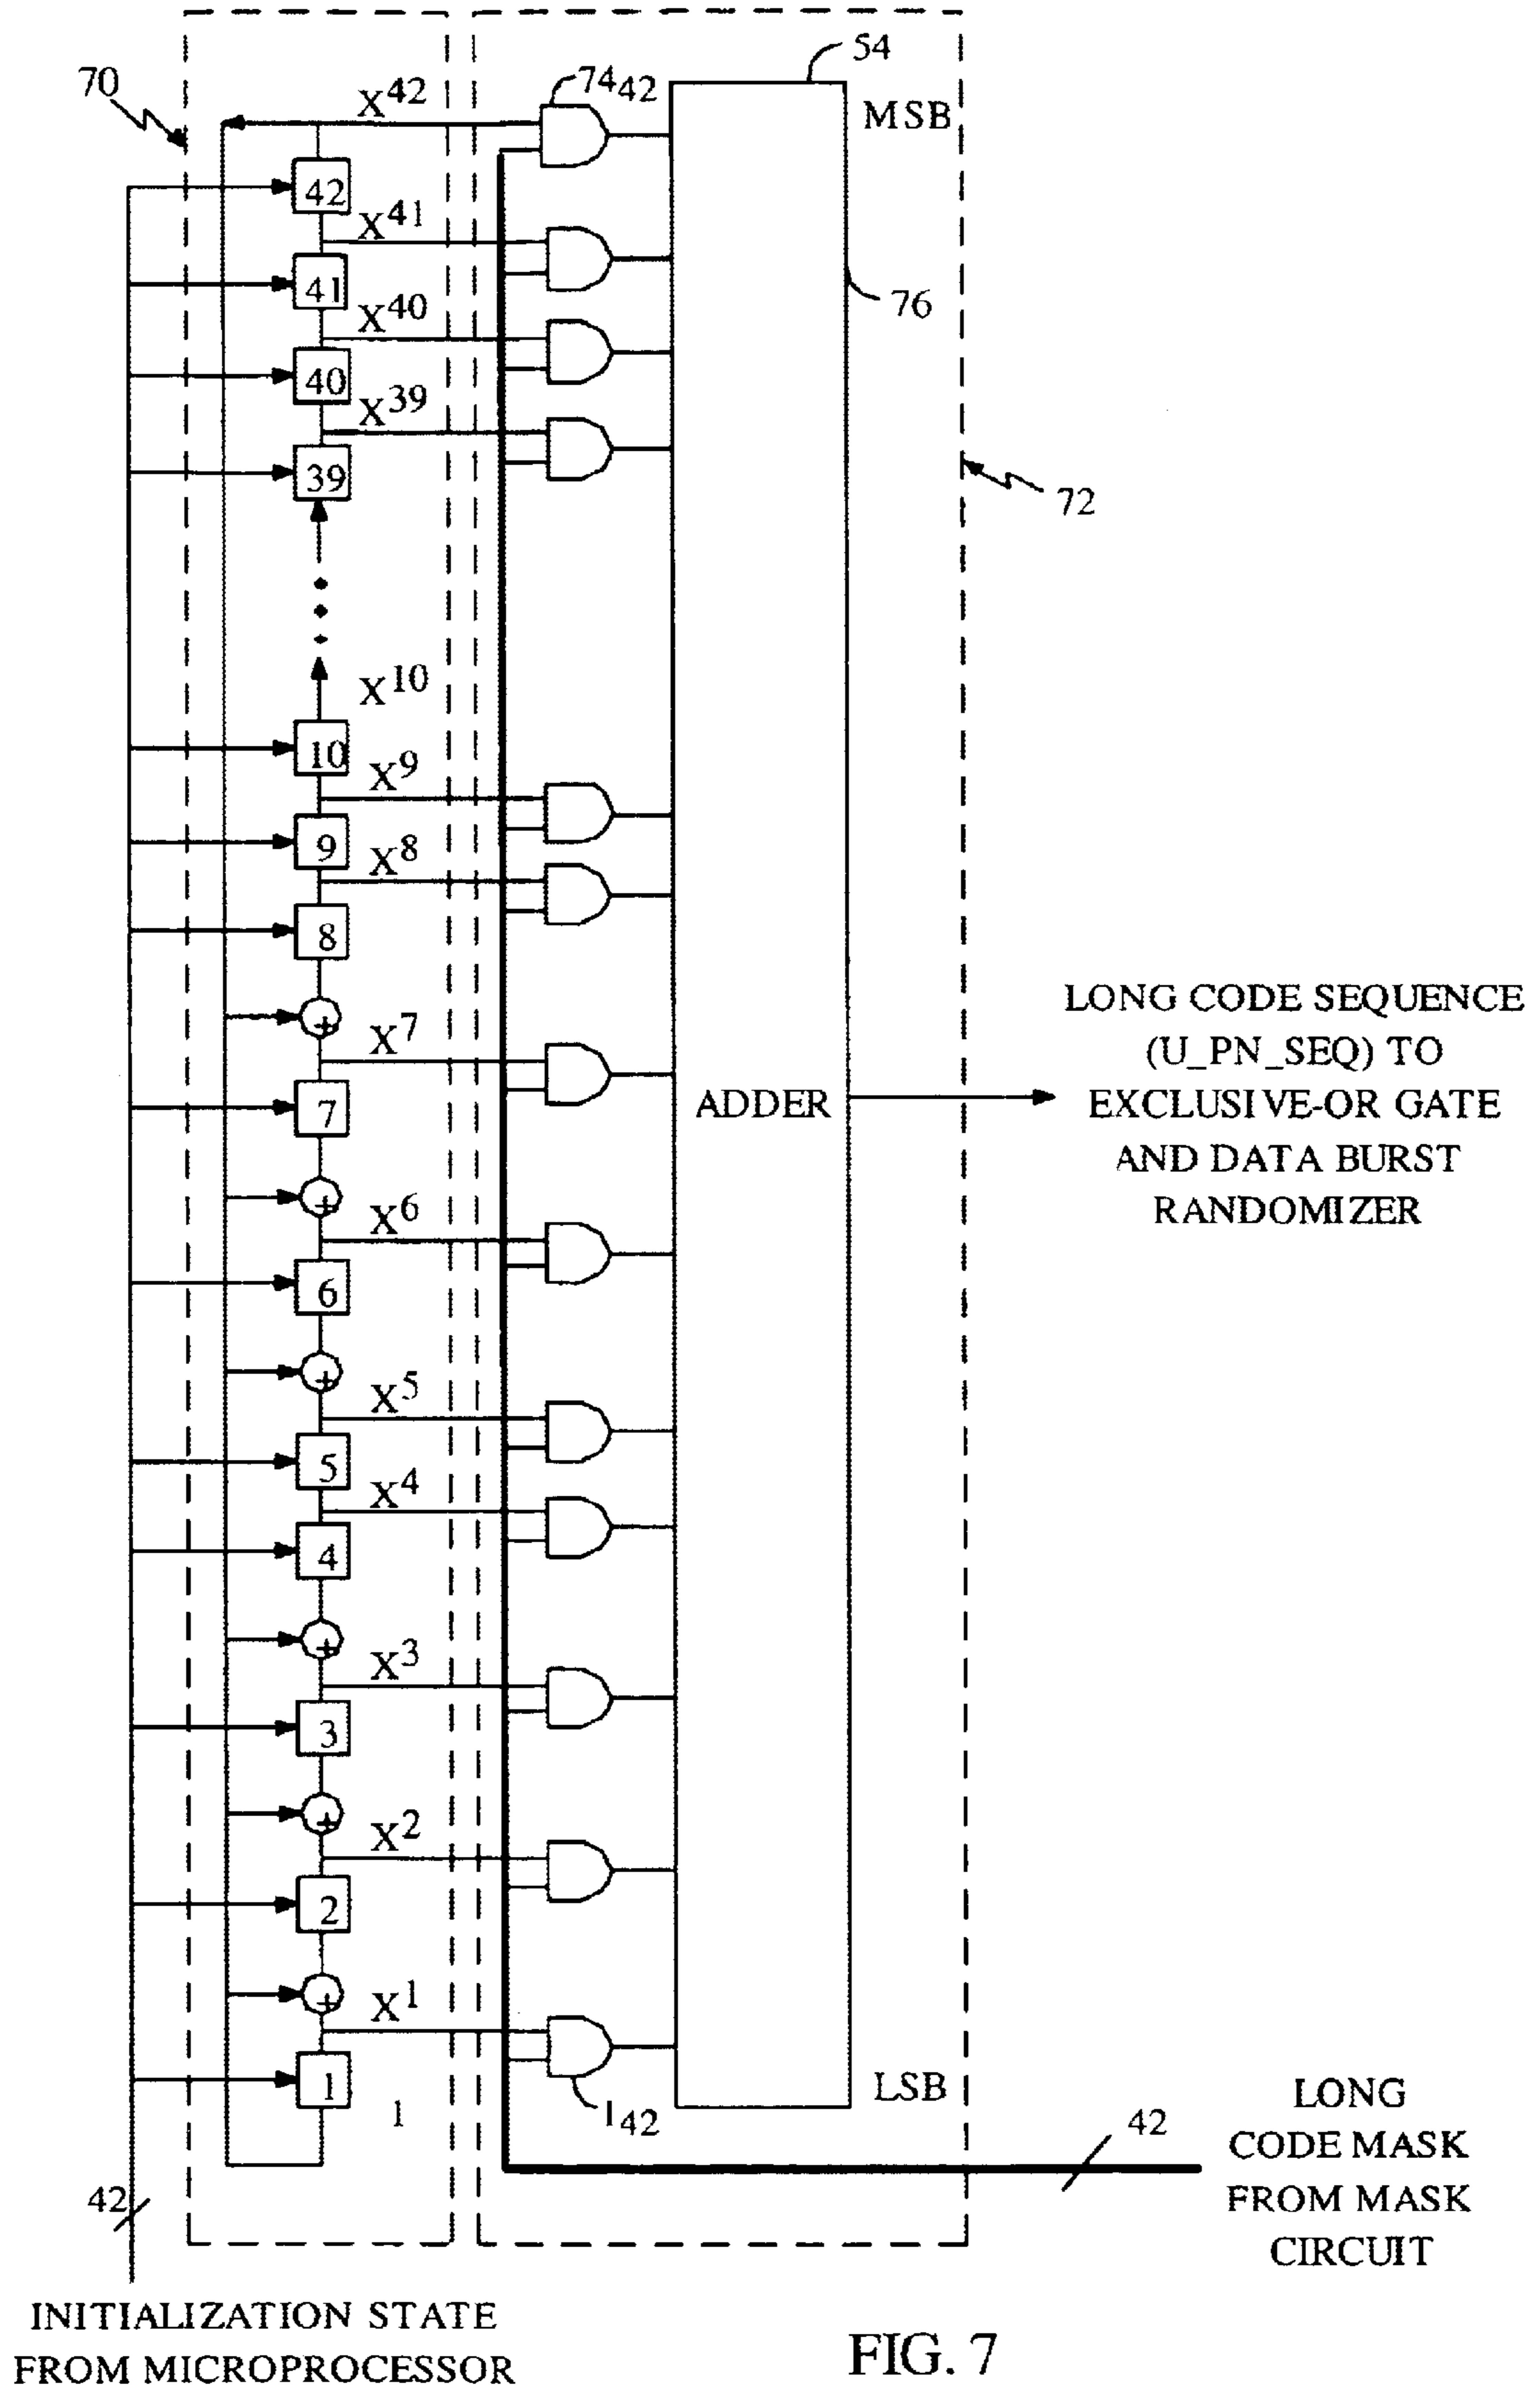 54
70
X42
7442
MSB
42
X41
41
76
X40
40
X39
39
72
X10
10
X9
9
X8
8
+
LONG CODE SEQUENCE
(U_PN_SEQ) TO
EXCLUSIVE-OR GATE
AND DATA BURST
RANDOMIZER
X7
ADDER
7
+
X6
6
+
X5
5
X4
4
+
X3
3
+
X2
2
+
X1
1
LSB
1
142
42
LONG
CODE MASK
FROM MASK
CIRCUIT
42
INITIALIZATION STATE
FROM MICROPROCESSOR
FIG. 7